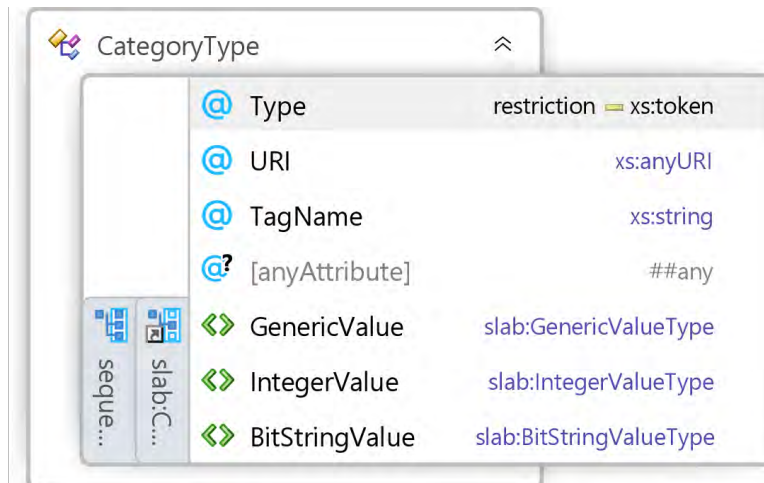 CategoryType
@ Type restriction xs:token
@ URI xs:anyURI
@ TagName xs:string
@? [anyAttribute] ##any
GenericValue slab:GenericValueType
IntegerValue slab:IntegerValueType
BitStringValue slab:BitStringValueType
seque...
slab:C...